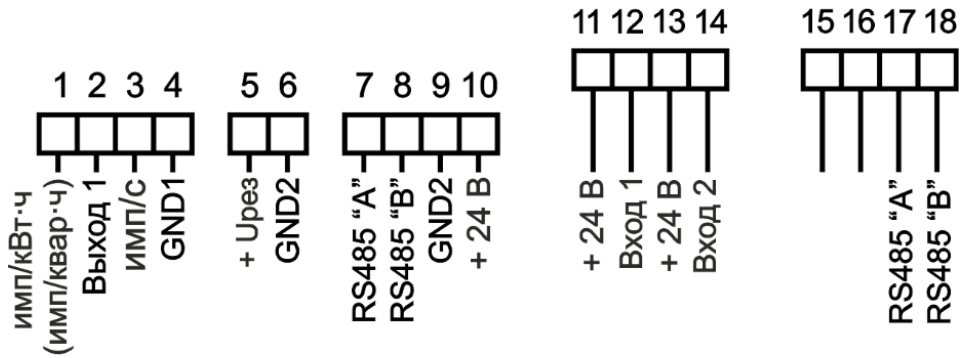 11 12 13 14
15 16 17 18
1 2 3 4
5 6
7 8 9 10
имп/кВт·ч
(имп/квар·ч)
Выход 1
имп/с
GND1
+ Uрез
GND2
RS485 “A”
RS485 “B”
GND2
+ 24 В
+ 24 В
Вход 1
+ 24 В
Вход 2
RS485 “A”
RS485 “B”